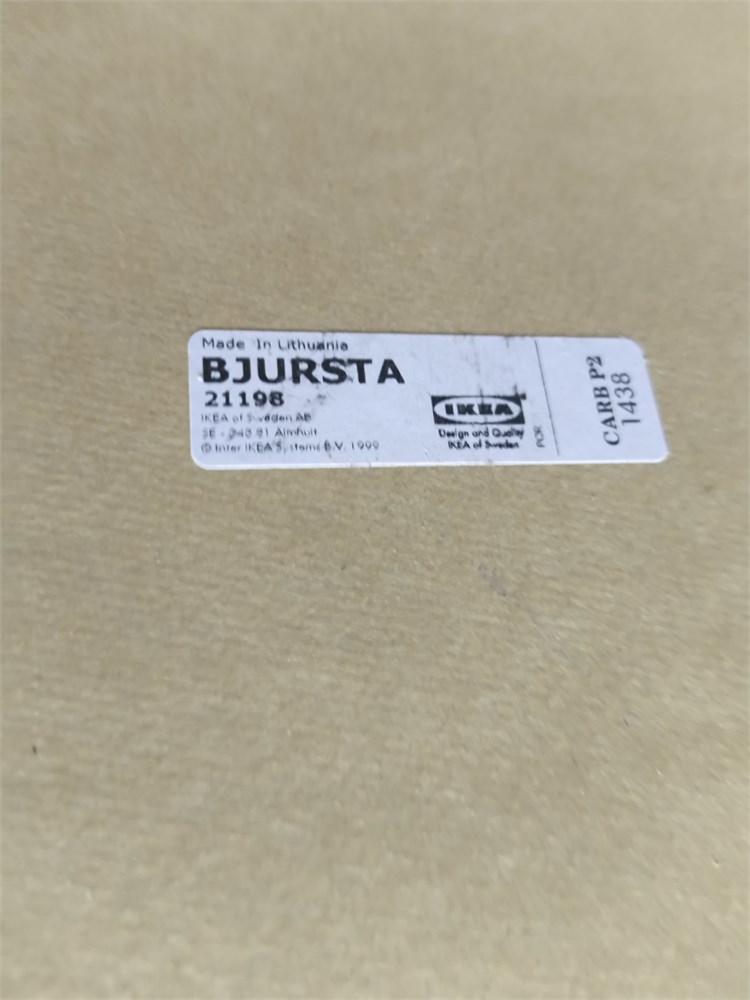 Made In Lithuania
BJURSTA
21198
IKEA of Sweden AB
SE - 343 81 Älmhult
© Inter IKEA Systems B.V. 1999
IKEA
Design and Quality
IKEA of Sweden
CARB P2
1438